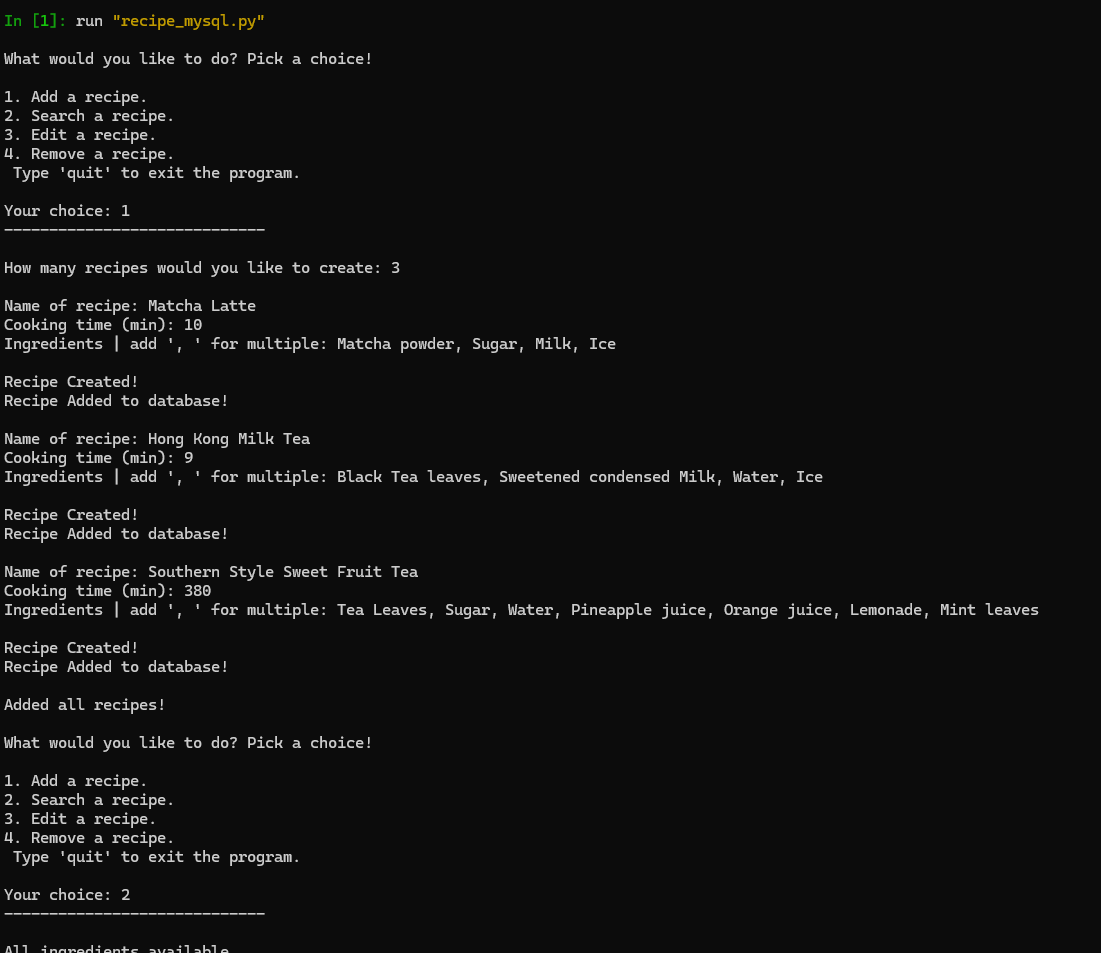 In [1]: run "recipe_mysql.py"
What would you like to do? Pick a choice!
1. Add a recipe.
2. Search a recipe.
3. Edit a recipe.
4. Remove a recipe.
Type 'quit' to exit the program.
Your choice: 1
-----------------------------
How many recipes would you like to create: 3
Name of recipe: Matcha Latte
Cooking time (min): 10
Ingredients | add ', ' for multiple: Matcha powder, Sugar, Milk, Ice
Recipe Created!
Recipe Added to database!
Name of recipe: Hong Kong Milk Tea
Cooking time (min): 9
Ingredients | add ', ' for multiple: Black Tea leaves, Sweetened condensed Milk, Water, Ice
Recipe Created!
Recipe Added to database!
Name of recipe: Southern Style Sweet Fruit Tea
Cooking time (min): 380
Ingredients | add ', ' for multiple: Tea Leaves, Sugar, Water, Pineapple juice, Orange juice, Lemonade, Mint leaves
Recipe Created!
Recipe Added to database!
Added all recipes!
What would you like to do? Pick a choice!
1. Add a recipe.
2. Search a recipe.
3. Edit a recipe.
4. Remove a recipe.
Type 'quit' to exit the program.
Your choice: 2
-----------------------------
All ingredients available